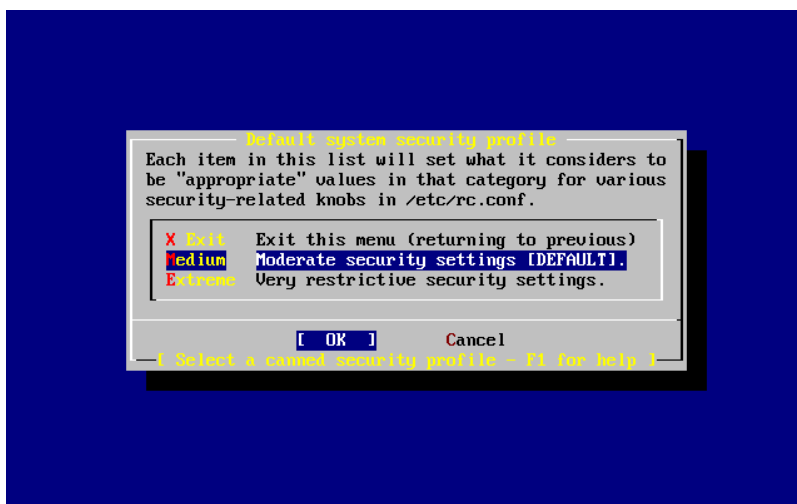 Default system security profile
Each item in this list will set what it considers to
be "appropriate" values in that category for various
security-related knobs in /etc/rc.conf.
X Exit Exit this menu (returning to previous)
Medium Moderate security settings [DEFAULT].
Extreme Very restrictive security settings.
[ OK ] Cancel
[ Select a canned security profile - F1 for help ]